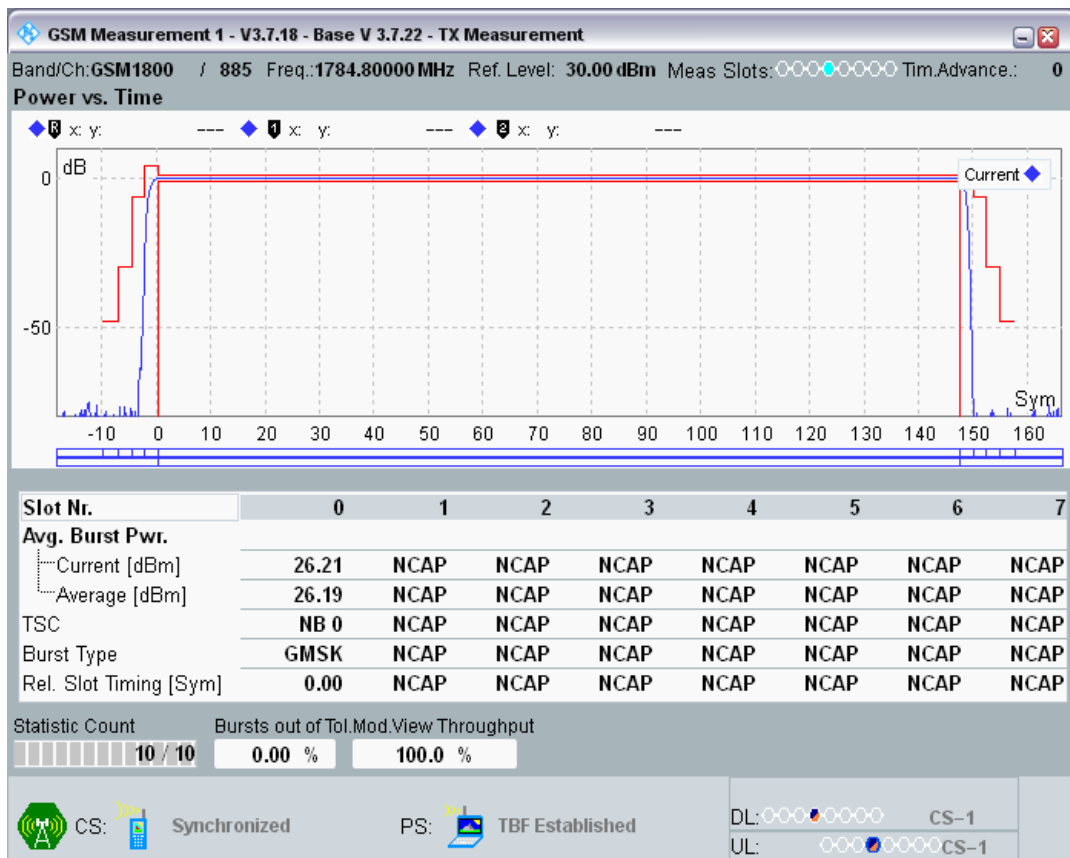 GSM Measurement 1 - V3.7.18 - Base V 3.7.22 - TX Measurement
Band/Ch:GSM1800 / 885 Freq.:1784.80000 MHz Ref. Level: 30.00 dBm Meas Slots: Tim.Advance.: 0
Power vs. Time
R x: y: --- 1 x: y: --- 2 x: y: ---
dB
Current
0
-50
Sym
-10 0 10 20 30 40 50 60 70 80 90 100 110 120 130 140 150 160
Slot Nr. 0 1 2 3 4 5 6 7
Avg. Burst Pwr.
Current [dBm] 26.21 NCAP NCAP NCAP NCAP NCAP NCAP NCAP
Average [dBm] 26.19 NCAP NCAP NCAP NCAP NCAP NCAP NCAP
TSC NB 0 NCAP NCAP NCAP NCAP NCAP NCAP NCAP
Burst Type GMSK NCAP NCAP NCAP NCAP NCAP NCAP NCAP
Rel. Slot Timing [Sym] 0.00 NCAP NCAP NCAP NCAP NCAP NCAP NCAP
Statistic Count Bursts out of Tol.Mod.View Throughput
10 / 10 0.00 % 100.0 %
CS: Synchronized PS: TBF Established
DL: CS-1
UL: CS-1